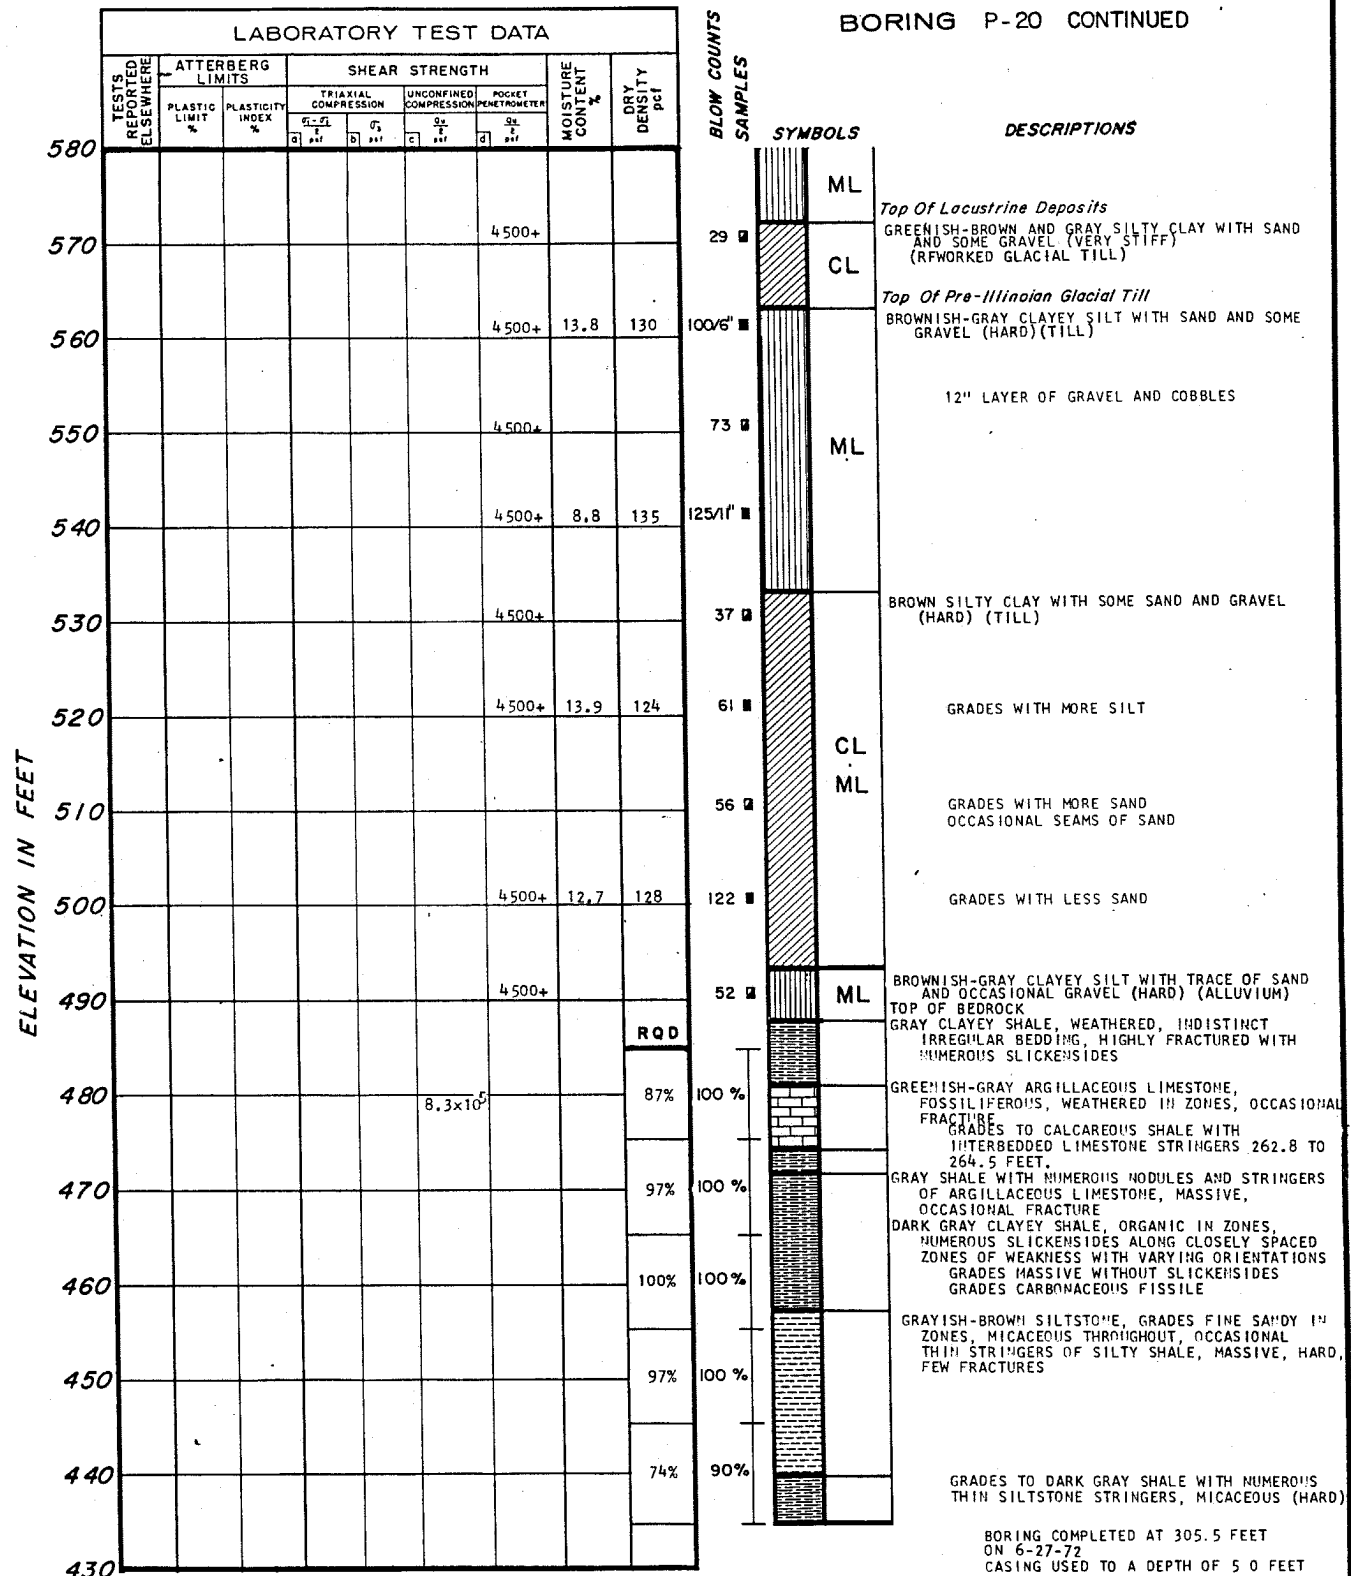 BORING P-20 CONTINUED
LABORATORY TEST DATA
TESTS REPORTED ELSEWHERE
ATTERBERG LIMITS
PLASTIC LIMIT %
PLASTICITY INDEX %
SHEAR STRENGTH
TRIAXIAL COMPRESSION
UNCONFINED COMPRESSION
POCKET PENETROMETER
a psf
b psf
c Qu/2 psf
d Qu/2 psf
MOISTURE CONTENT %
DRY DENSITY pcf
BLOW COUNTS
SAMPLES
SYMBOLS
DESCRIPTIONS
ELEVATION IN FEET
580
ML
Top Of Lacustrine Deposits
570
4500+
29
CL
GREENISH-BROWN AND GRAY SILTY CLAY WITH SAND
AND SOME GRAVEL (VERY STIFF)
(RFWORKED GLACIAL TILL)
Top Of Pre-Illinoian Glacial Till
560
4500+ 13.8 130
100/6"
BROWNISH-GRAY CLAYEY SILT WITH SAND AND SOME
GRAVEL (HARD)(TILL)
12" LAYER OF GRAVEL AND COBBLES
550
4500+
73
ML
540
4500+ 8.8 135
125/11"
530
4500+
37
BROWN SILTY CLAY WITH SOME SAND AND GRAVEL
(HARD) (TILL)
520
4500+ 13.9 124
61
GRADES WITH MORE SILT
CL
ML
510
56
GRADES WITH MORE SAND
OCCASIONAL SEAMS OF SAND
500
4500+ 12.7 128
122
GRADES WITH LESS SAND
490
4500+
52
ML
BROWNISH-GRAY CLAYEY SILT WITH TRACE OF SAND
AND OCCASIONAL GRAVEL (HARD) (ALLUVIUM)
TOP OF BEDROCK
RQD
GRAY CLAYEY SHALE, WEATHERED, INDISTINCT
IRREGULAR BEDDING, HIGHLY FRACTURED WITH
NUMEROUS SLICKENSIDES
480
8.3x10^5
87%
100 %
GREENISH-GRAY ARGILLACEOUS LIMESTONE,
FOSSILIFEROUS, WEATHERED IN ZONES, OCCASIONAL
FRACTURE
GRADES TO CALCAREOUS SHALE WITH
INTERBEDDED LIMESTONE STRINGERS 262.8 TO
264.5 FEET.
470
97%
100 %
GRAY SHALE WITH NUMEROUS NODULES AND STRINGERS
OF ARGILLACEOUS LIMESTONE, MASSIVE,
OCCASIONAL FRACTURE
DARK GRAY CLAYEY SHALE, ORGANIC IN ZONES,
NUMEROUS SLICKENSIDES ALONG CLOSELY SPACED
ZONES OF WEAKNESS WITH VARYING ORIENTATIONS
GRADES MASSIVE WITHOUT SLICKENSIDES
GRADES CARBONACEOUS FISSILE
460
100%
100%
GRAYISH-BROWN SILTSTONE, GRADES FINE SANDY IN
ZONES, MICACEOUS THROUGHOUT, OCCASIONAL
THIN STRINGERS OF SILTY SHALE, MASSIVE, HARD,
FEW FRACTURES
450
97%
100 %
440
74%
90%
GRADES TO DARK GRAY SHALE WITH NUMEROUS
THIN SILTSTONE STRINGERS, MICACEOUS (HARD)
BORING COMPLETED AT 305.5 FEET
ON 6-27-72
CASING USED TO A DEPTH OF 5 0 FEET
430